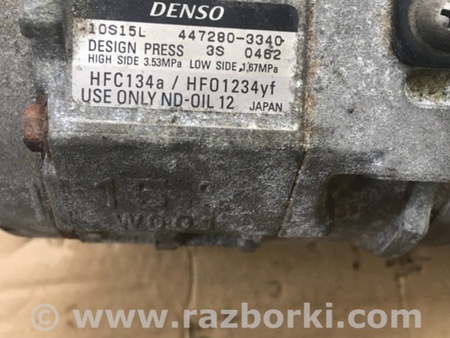 DENSO
10S15L 447280-3340
DESIGN PRESS 3S 0462
HIGH SIDE 3.53MPa LOW SIDE 1.67MPa
HFC134a / HFO1234yf
USE ONLY ND-OIL 12 JAPAN
15
www.razborki.com